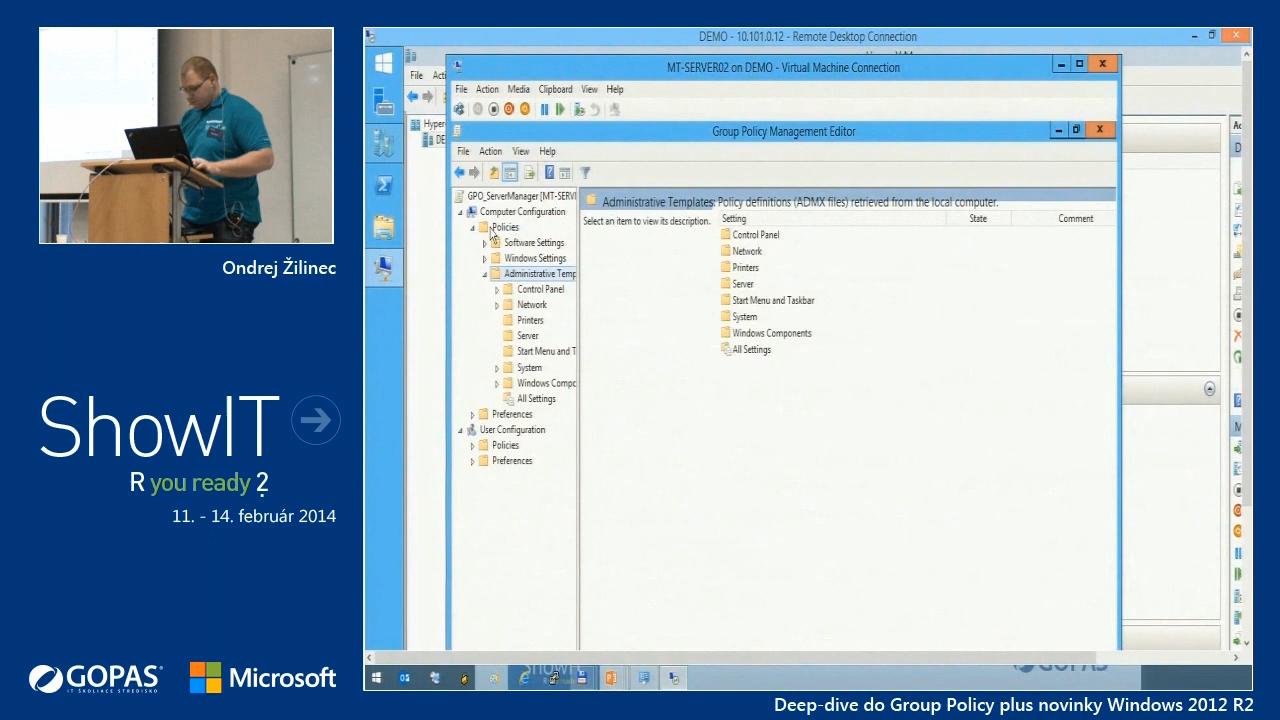 DEMO - 10.101.0.12 - Remote Desktop Connection
MT-SERVER02 on DEMO - Virtual Machine Connection
File Action Media Clipboard View Help
Group Policy Management Editor
File Action View Help
GPO_ServerManager [MT-SERV
Computer Configuration
Policies
Software Settings
Windows Settings
Administrative Temp
Control Panel
Network
Printers
Server
Start Menu and T
System
Windows Compo
All Settings
Preferences
User Configuration
Policies
Preferences
Administrative Templates: Policy definitions (ADMX files) retrieved from the local computer.
Select an item to view its description.
Setting State Comment
Control Panel
Network
Printers
Server
Start Menu and Taskbar
System
Windows Components
All Settings
File
Ondrej Žilinec
ShowIT
R you ready ?
11. - 14. február 2014
GOPAS
IT ŠKOLIACE STREDISKO
Microsoft
Deep-dive do Group Policy plus novinky Windows 2012 R2